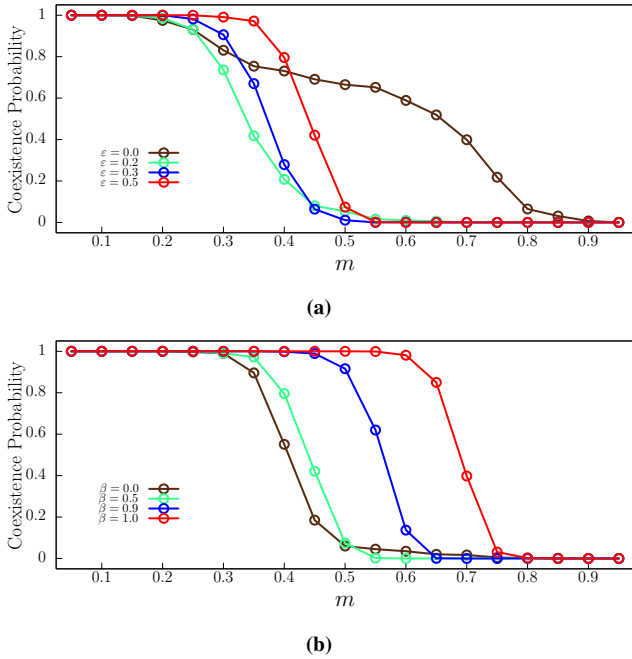 1
0.8
0.6
0.4
0.2
0
Coexistence Probability
ε = 0.0
ε = 0.2
ε = 0.3
ε = 0.5
0.1 0.2 0.3 0.4 0.5 0.6 0.7 0.8 0.9
m
(a)
1
0.8
0.6
0.4
0.2
0
Coexistence Probability
β = 0.0
β = 0.5
β = 0.9
β = 1.0
0.1 0.2 0.3 0.4 0.5 0.6 0.7 0.8 0.9
m
(b)